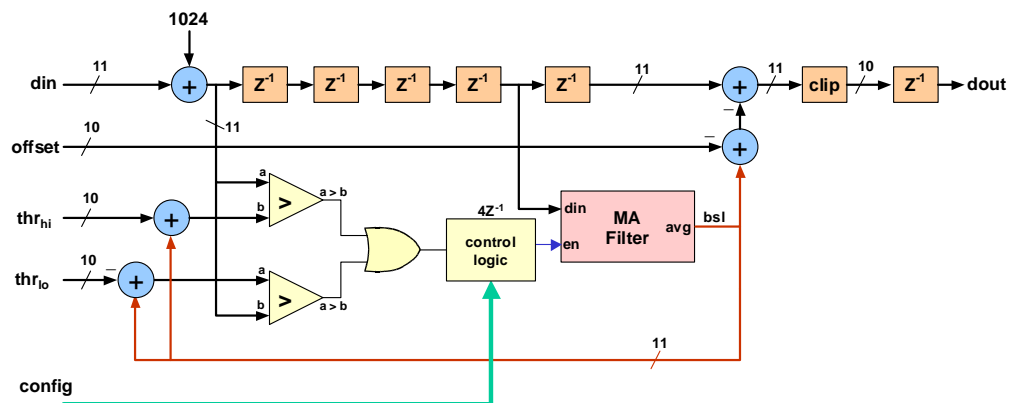 1024
din
11
+
Z-1
Z-1
Z-1
Z-1
Z-1
11
+
11
clip
10
Z-1
dout
11
–
offset
10
–
+
thrhi
10
+
a
b
>
a > b
4Z-1
control
logic
din
en
MA
Filter
avg
bsl
thrlo
10
–
+
a
b
>
a > b
11
config